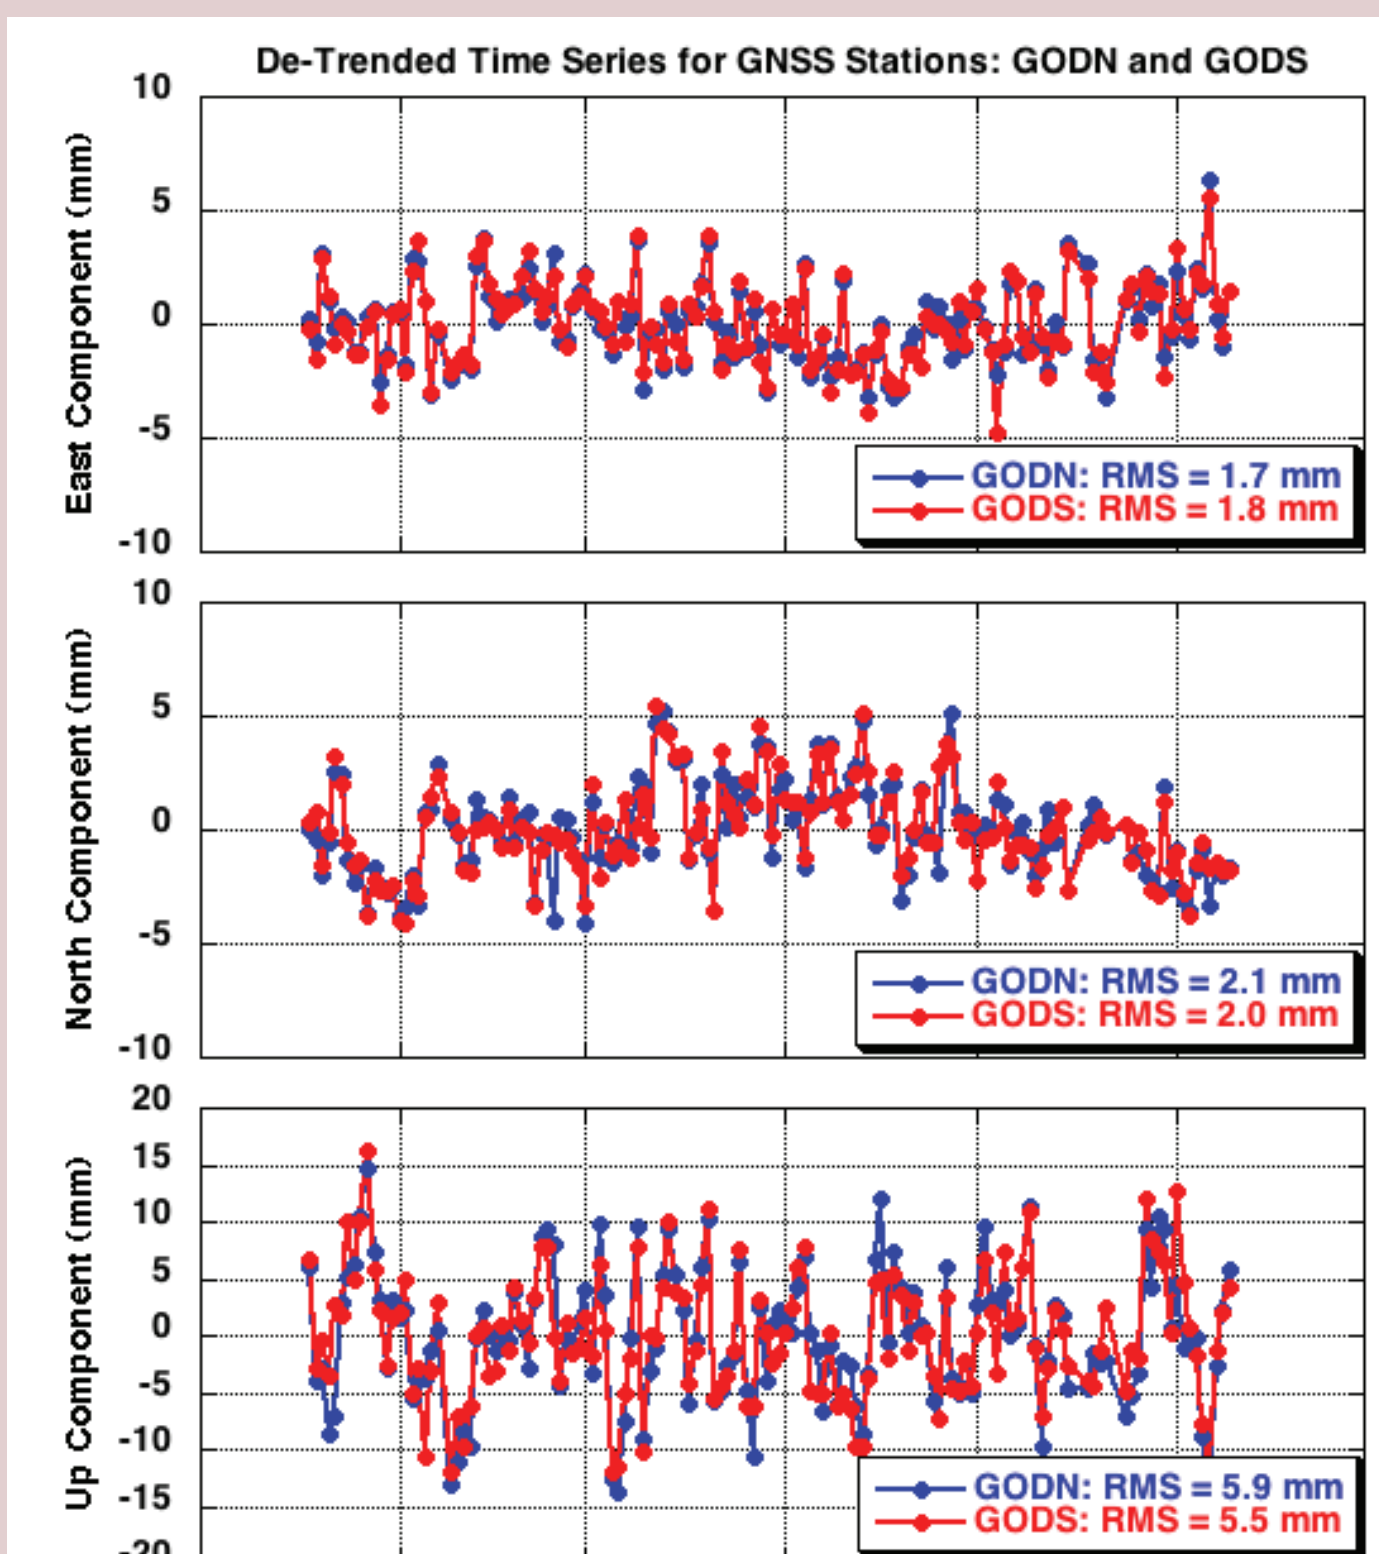 De-Trended Time Series for GNSS Stations: GODN and GODS
East Component (mm)
10
5
0
-5
-10
GODN: RMS = 1.7 mm
GODS: RMS = 1.8 mm
North Component (mm)
10
5
0
-5
-10
GODN: RMS = 2.1 mm
GODS: RMS = 2.0 mm
Up Component (mm)
20
15
10
5
0
-5
-10
-15
-20
GODN: RMS = 5.9 mm
GODS: RMS = 5.5 mm